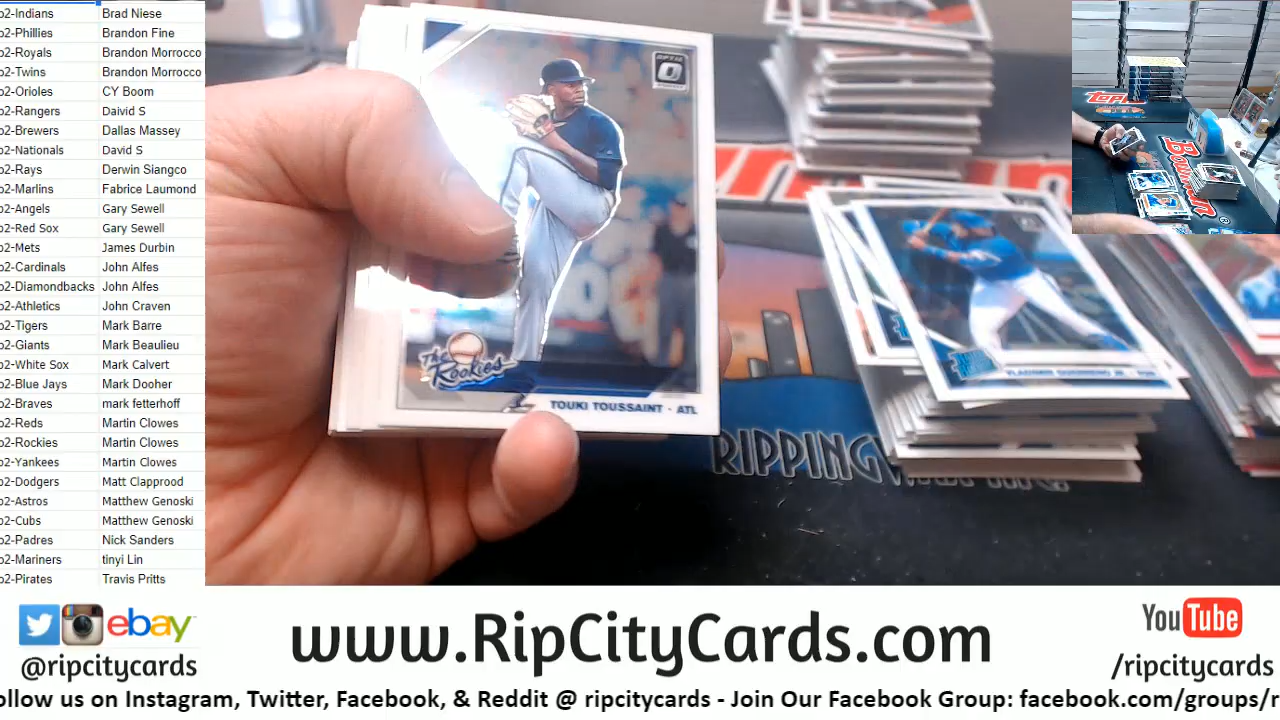 o2-Indians Brad Niese
o2-Phillies Brandon Fine
o2-Royals Brandon Morrocco
o2-Twins Brandon Morrocco
o2-Orioles CY Boom
o2-Rangers Daivid S
o2-Brewers Dallas Massey
o2-Nationals David S
o2-Rays Derwin Siangco
o2-Marlins Fabrice Laumond
o2-Angels Gary Sewell
o2-Red Sox Gary Sewell
o2-Mets James Durbin
o2-Cardinals John Alfes
o2-Diamondbacks John Alfes
o2-Athletics John Craven
o2-Tigers Mark Barre
o2-Giants Mark Beaulieu
o2-White Sox Mark Calvert
o2-Blue Jays Mark Dooher
o2-Braves mark fetterhoff
o2-Reds Martin Clowes
o2-Rockies Martin Clowes
o2-Yankees Martin Clowes
o2-Dodgers Matt Clapprood
o2-Astros Matthew Genoski
o2-Cubs Matthew Genoski
o2-Padres Nick Sanders
o2-Mariners tinyi Lin
o2-Pirates Travis Pritts
OPTIC
The Rookies
TOUKI TOUSSAINT - ATL
VLADIMIR GUERRERO JR. - TOR
RIPPING
Topps
Bowman
ebay
@ripcitycards
www.RipCityCards.com
YouTube
/ripcitycards
ollow us on Instagram, Twitter, Facebook, & Reddit @ ripcitycards - Join Our Facebook Group: facebook.com/groups/r